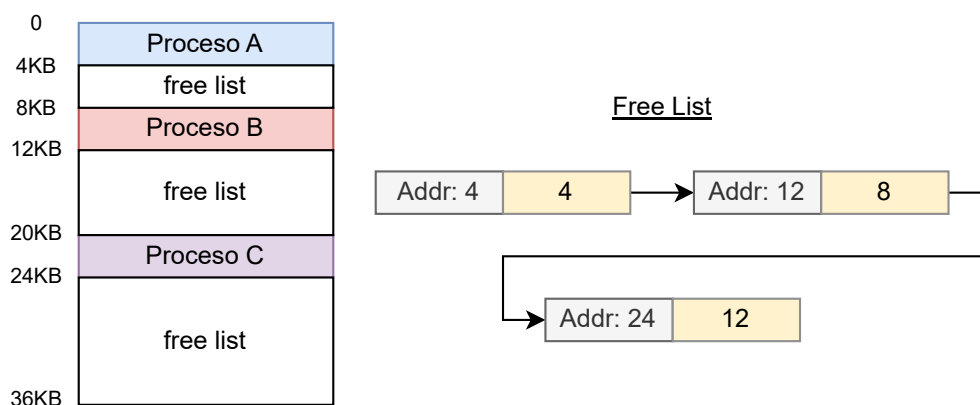 0
Proceso A
4KB
free list
8KB
Proceso B
12KB
free list
20KB
Proceso C
24KB
free list
36KB
Free List
Addr: 4 4
Addr: 12 8
Addr: 24 12